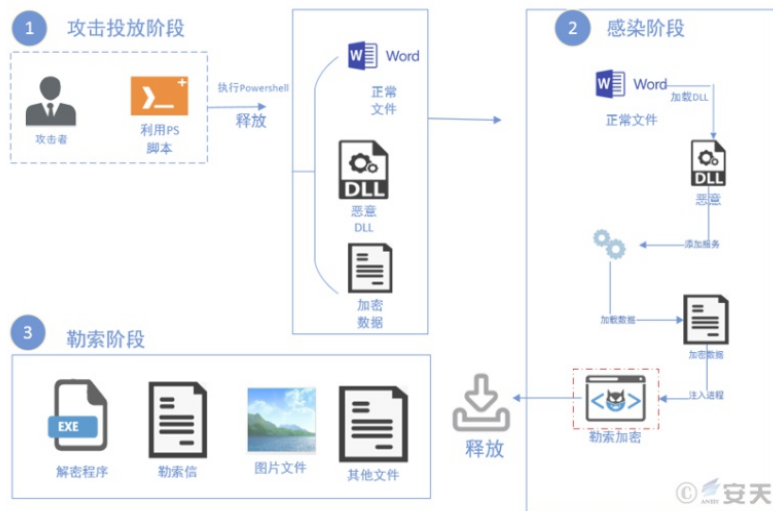 1 攻击投放阶段
攻击者
利用PS
脚本
执行Powershell
释放
W Word
正常
文件
DLL
恶意
DLL
加密
数据
2 感染阶段
W Word
正常文件
加载DLL
DLL
恶意
添加服务
加载数据
加密数据
注入进程
勒索加密
释放
3 勒索阶段
EXE
解密程序
勒索信
图片文件
其他文件
© 安天
ANTIY